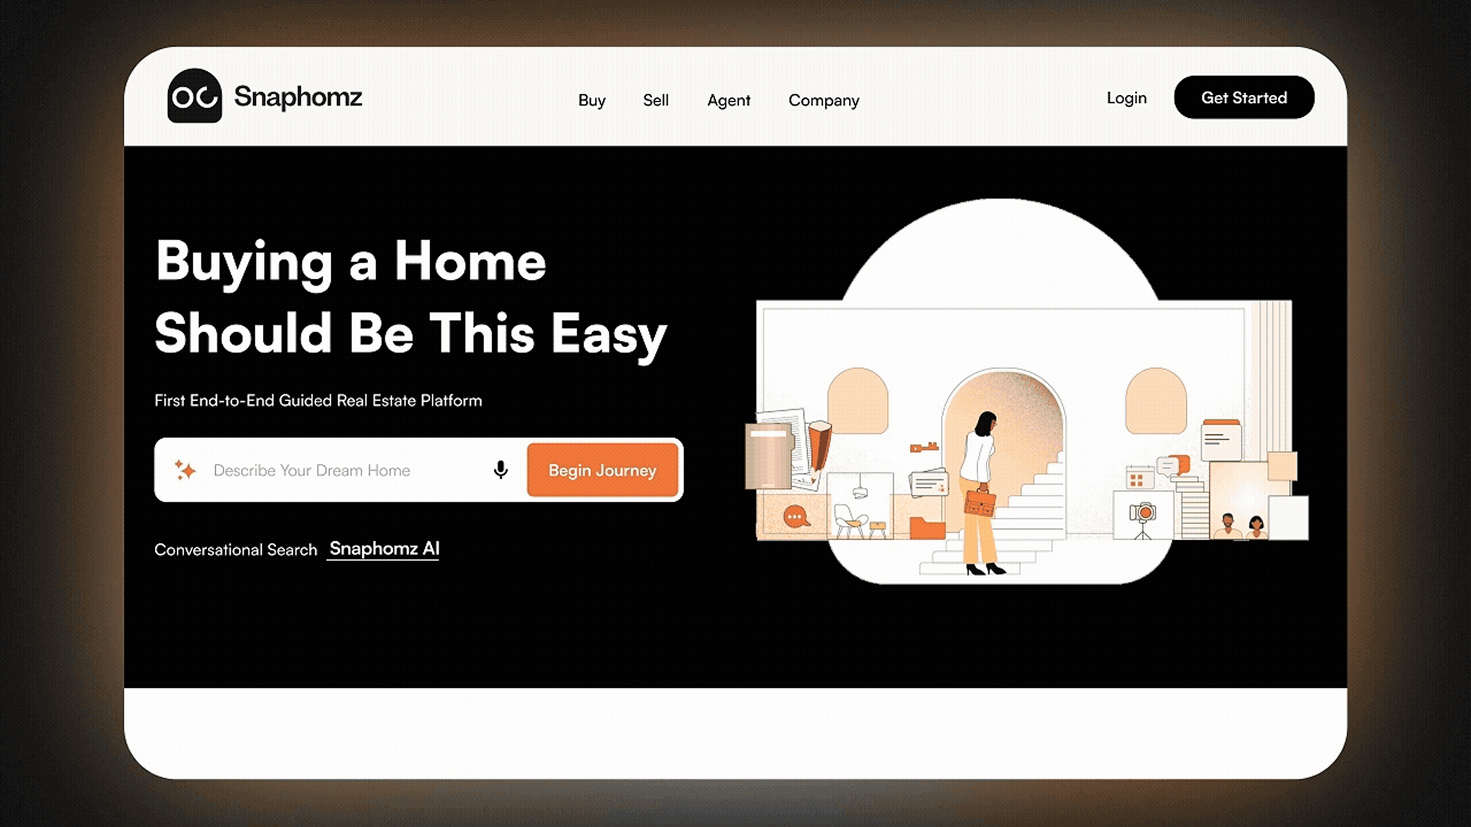 Snaphomz
Buy Sell Agent Company
Login Get Started
Buying a Home
Should Be This Easy
First End-to-End Guided Real Estate Platform
Describe Your Dream Home
Begin Journey
Conversational Search Snaphomz AI